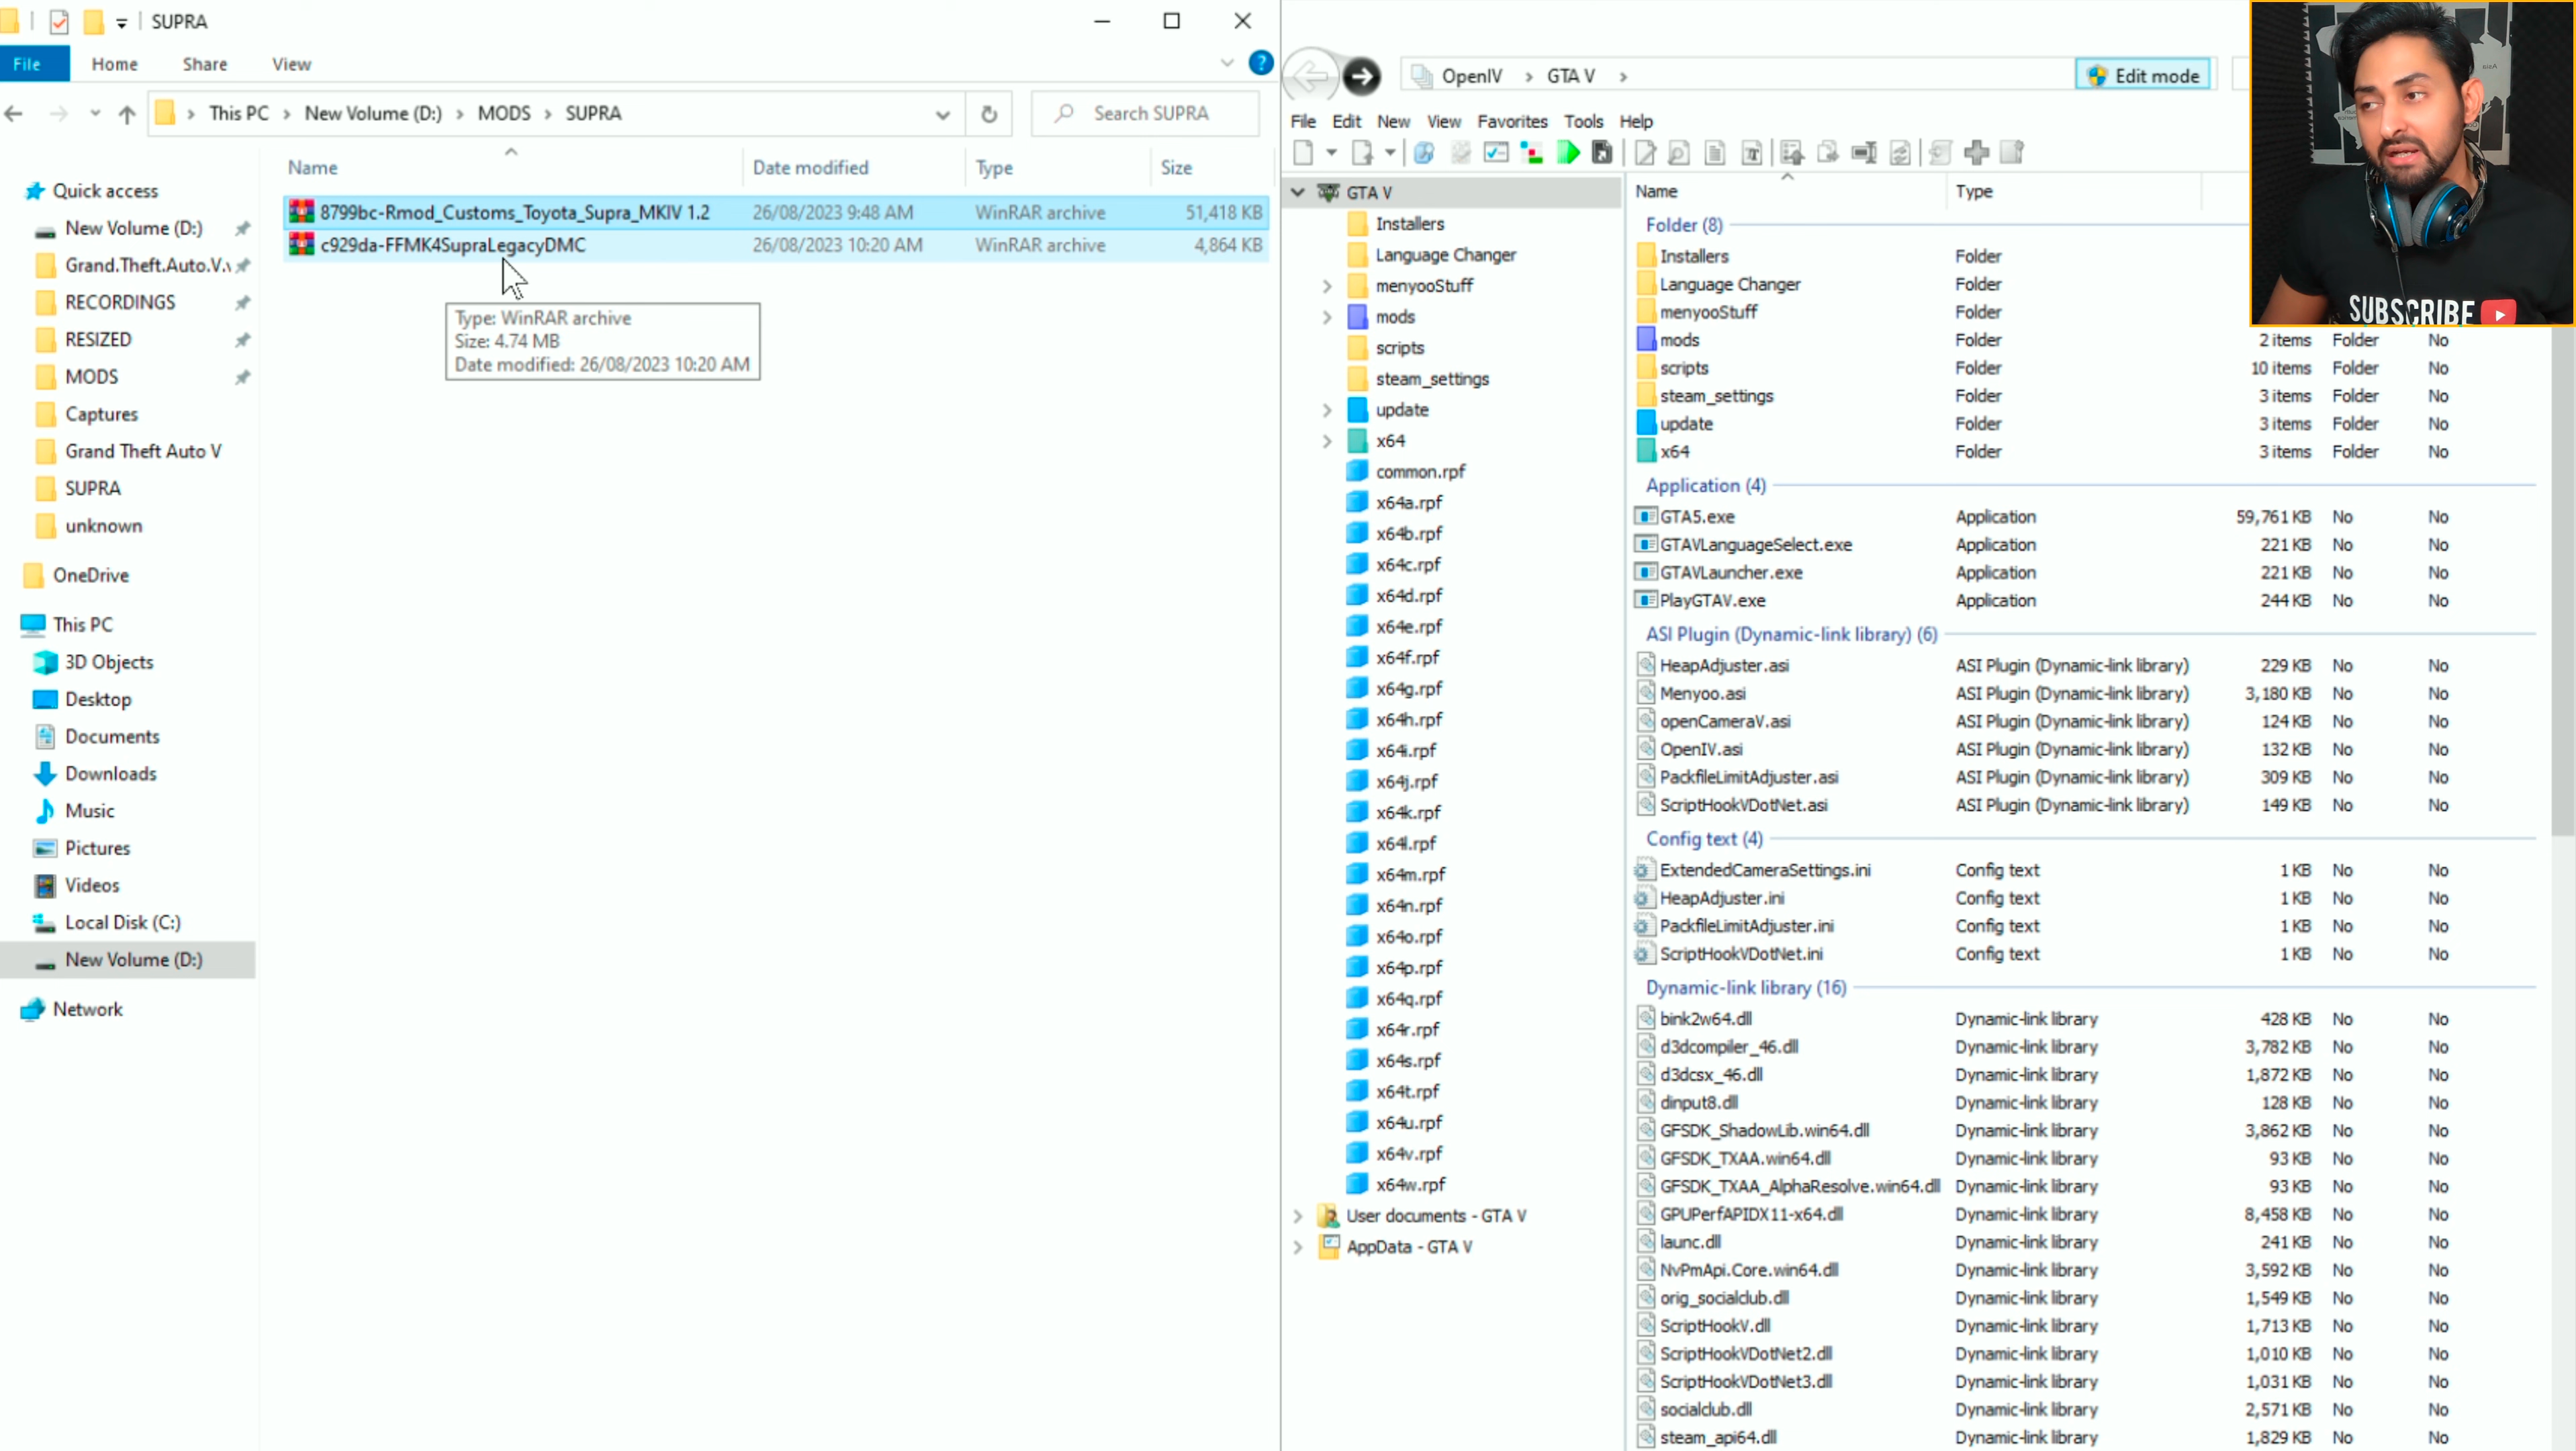 SUPRA
File Home Share View
This PC New Volume (D:) MODS SUPRA
Search SUPRA
Name Date modified Type Size
8799bc-Rmod_Customs_Toyota_Supra_MKIV 1.2 26/08/2023 9:48 AM WinRAR archive 51,418 KB
c929da-FFMK4SupraLegacyDMC 26/08/2023 10:20 AM WinRAR archive 4,864 KB
Type: WinRAR archive
Size: 4.74 MB
Date modified: 26/08/2023 10:20 AM
Quick access
New Volume (D:)
Grand.Theft.Auto.V.
RECORDINGS
RESIZED
MODS
Captures
Grand Theft Auto V
SUPRA
unknown
OneDrive
This PC
3D Objects
Desktop
Documents
Downloads
Music
Pictures
Videos
Local Disk (C:)
New Volume (D:)
Network
OpenIV GTA V
Edit mode
File Edit New View Favorites Tools Help
GTA V
Installers
Language Changer
menyooStuff
mods
scripts
steam_settings
update
x64
common.rpf
x64a.rpf
x64b.rpf
x64c.rpf
x64d.rpf
x64e.rpf
x64f.rpf
x64g.rpf
x64h.rpf
x64i.rpf
x64j.rpf
x64k.rpf
x64l.rpf
x64m.rpf
x64n.rpf
x64o.rpf
x64p.rpf
x64q.rpf
x64r.rpf
x64s.rpf
x64t.rpf
x64u.rpf
x64v.rpf
x64w.rpf
User documents - GTA V
AppData - GTA V
Name Type
Folder (8)
Installers Folder
Language Changer Folder
menyooStuff Folder
mods Folder 2 items Folder No
scripts Folder 10 items Folder No
steam_settings Folder 3 items Folder No
update Folder 3 items Folder No
x64 Folder 3 items Folder No
Application (4)
GTA5.exe Application 59,761 KB No No
GTAVLanguageSelect.exe Application 221 KB No No
GTAVLauncher.exe Application 221 KB No No
PlayGTAV.exe Application 244 KB No No
ASI Plugin (Dynamic-link library) (6)
HeapAdjuster.asi ASI Plugin (Dynamic-link library) 229 KB No No
Menyoo.asi ASI Plugin (Dynamic-link library) 3,180 KB No No
openCameraV.asi ASI Plugin (Dynamic-link library) 124 KB No No
OpenIV.asi ASI Plugin (Dynamic-link library) 132 KB No No
PackfileLimitAdjuster.asi ASI Plugin (Dynamic-link library) 309 KB No No
ScriptHookVDotNet.asi ASI Plugin (Dynamic-link library) 149 KB No No
Config text (4)
ExtendedCameraSettings.ini Config text 1 KB No No
HeapAdjuster.ini Config text 1 KB No No
PackfileLimitAdjuster.ini Config text 1 KB No No
ScriptHookVDotNet.ini Config text 1 KB No No
Dynamic-link library (16)
bink2w64.dll Dynamic-link library 428 KB No No
d3dcompiler_46.dll Dynamic-link library 3,782 KB No No
d3dcsx_46.dll Dynamic-link library 1,872 KB No No
dinput8.dll Dynamic-link library 128 KB No No
GFSDK_ShadowLib.win64.dll Dynamic-link library 3,862 KB No No
GFSDK_TXAA.win64.dll Dynamic-link library 93 KB No No
GFSDK_TXAA_AlphaResolve.win64.dll Dynamic-link library 93 KB No No
GPUPerfAPIDX11-x64.dll Dynamic-link library 8,458 KB No No
launc.dll Dynamic-link library 241 KB No No
NvPmApi.Core.win64.dll Dynamic-link library 3,592 KB No No
orig_socialclub.dll Dynamic-link library 1,549 KB No No
ScriptHookV.dll Dynamic-link library 1,713 KB No No
ScriptHookVDotNet2.dll Dynamic-link library 1,010 KB No No
ScriptHookVDotNet3.dll Dynamic-link library 1,031 KB No No
socialclub.dll Dynamic-link library 2,571 KB No No
steam_api64.dll Dynamic-link library 1,829 KB No No
SUBSCRIBE